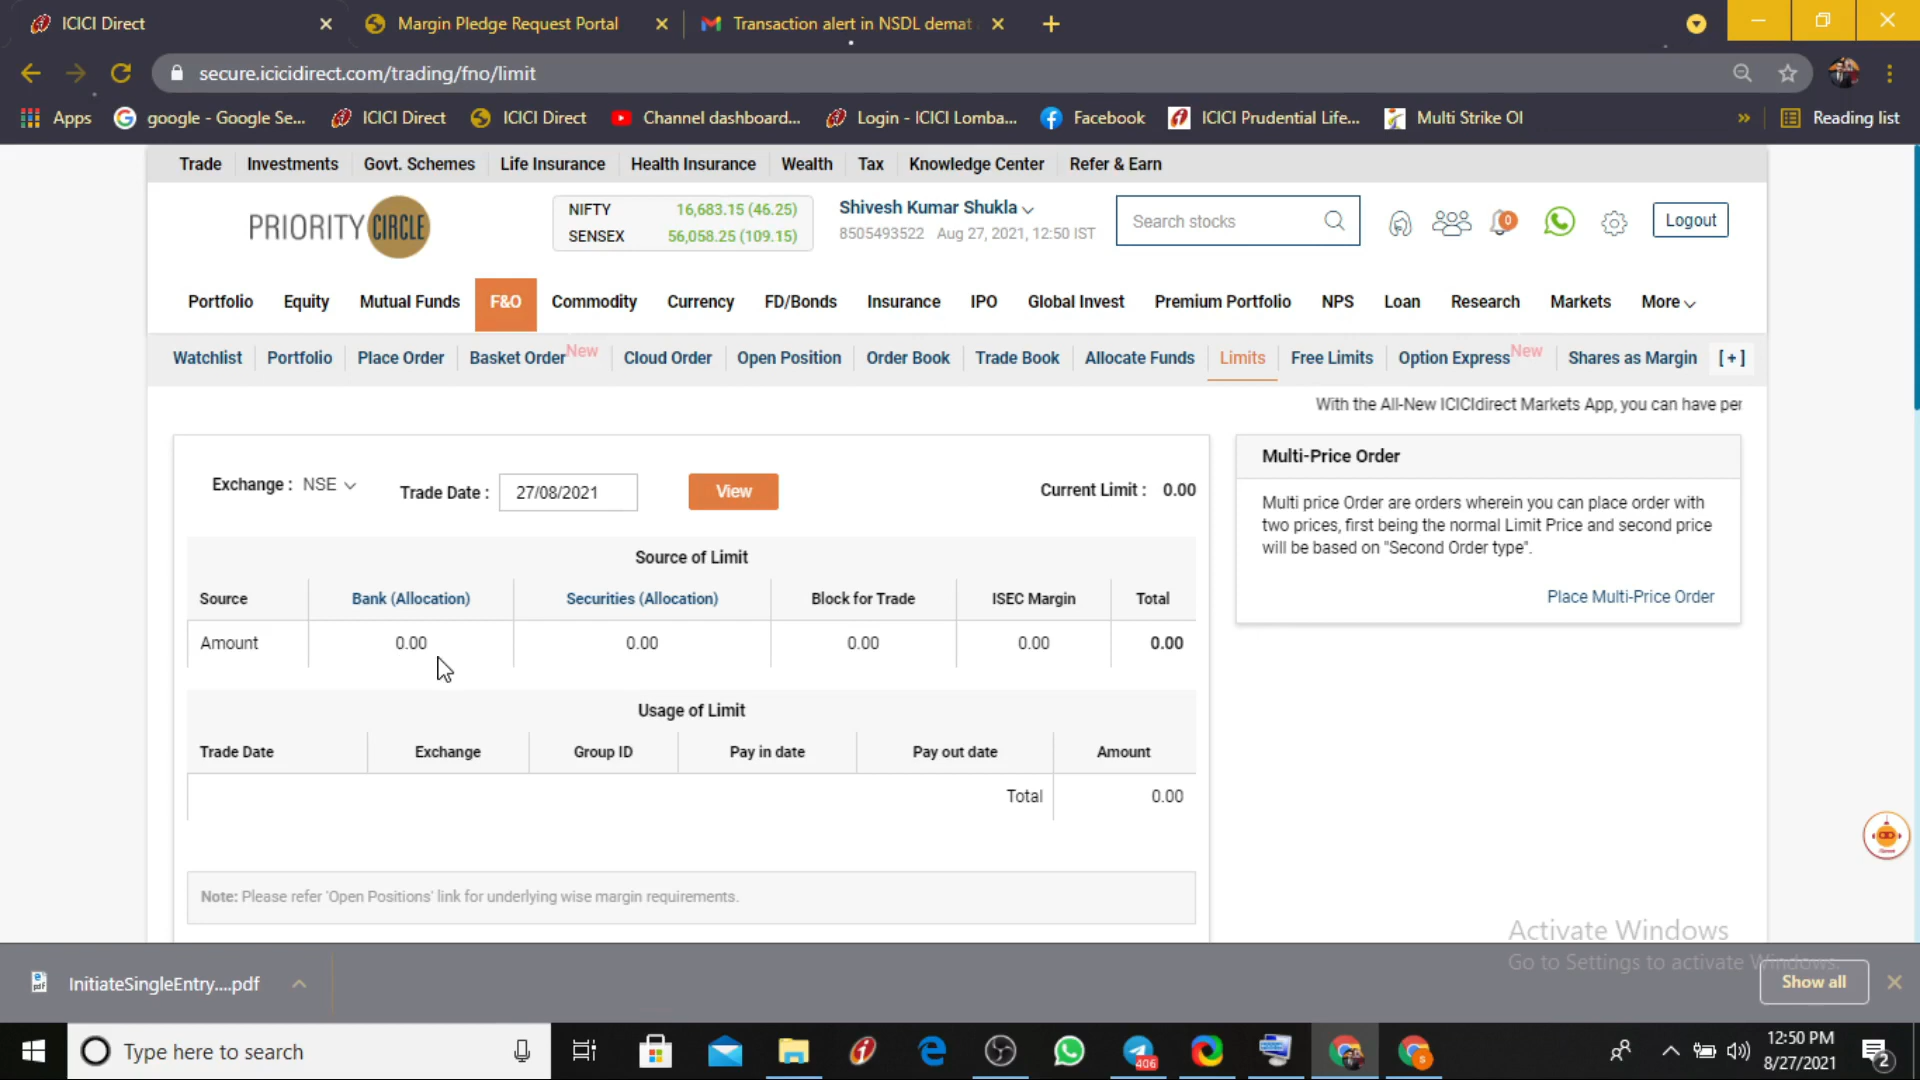 ICICI Direct
Margin Pledge Request Portal
Transaction alert in NSDL demat
secure.icicidirect.com/trading/fno/limit
Apps
google - Google Se...
ICICI Direct
ICICI Direct
Channel dashboard...
Login - ICICI Lomba...
Facebook
ICICI Prudential Life...
Multi Strike OI
»
Reading list
Trade
Investments
Govt. Schemes
Life Insurance
Health Insurance
Wealth
Tax
Knowledge Center
Refer & Earn
PRIORITY CIRCLE
NIFTY 16,683.15 (46.25)
SENSEX 56,058.25 (109.15)
Shivesh Kumar Shukla
8505493522 Aug 27, 2021, 12:50 IST
Search stocks
0
Logout
Portfolio
Equity
Mutual Funds
F&O
Commodity
Currency
FD/Bonds
Insurance
IPO
Global Invest
Premium Portfolio
NPS
Loan
Research
Markets
More
Watchlist
Portfolio
Place Order
Basket Order New
Cloud Order
Open Position
Order Book
Trade Book
Allocate Funds
Limits
Free Limits
Option Express New
Shares as Margin
[+]
With the All-New ICICIdirect Markets App, you can have per
Exchange : NSE
Trade Date : 27/08/2021
View
Current Limit : 0.00
Source of Limit
Source Bank (Allocation) Securities (Allocation) Block for Trade ISEC Margin Total
Amount 0.00 0.00 0.00 0.00 0.00
Usage of Limit
Trade Date Exchange Group ID Pay in date Pay out date Amount
Total 0.00
Note: Please refer 'Open Positions' link for underlying wise margin requirements.
Multi-Price Order
Multi price Order are orders wherein you can place order with
two prices, first being the normal Limit Price and second price
will be based on "Second Order type".
Place Multi-Price Order
Activate Windows
Go to Settings to activate Windows.
InitiateSingleEntry....pdf
Show all
Type here to search
406
12:50 PM
8/27/2021
2